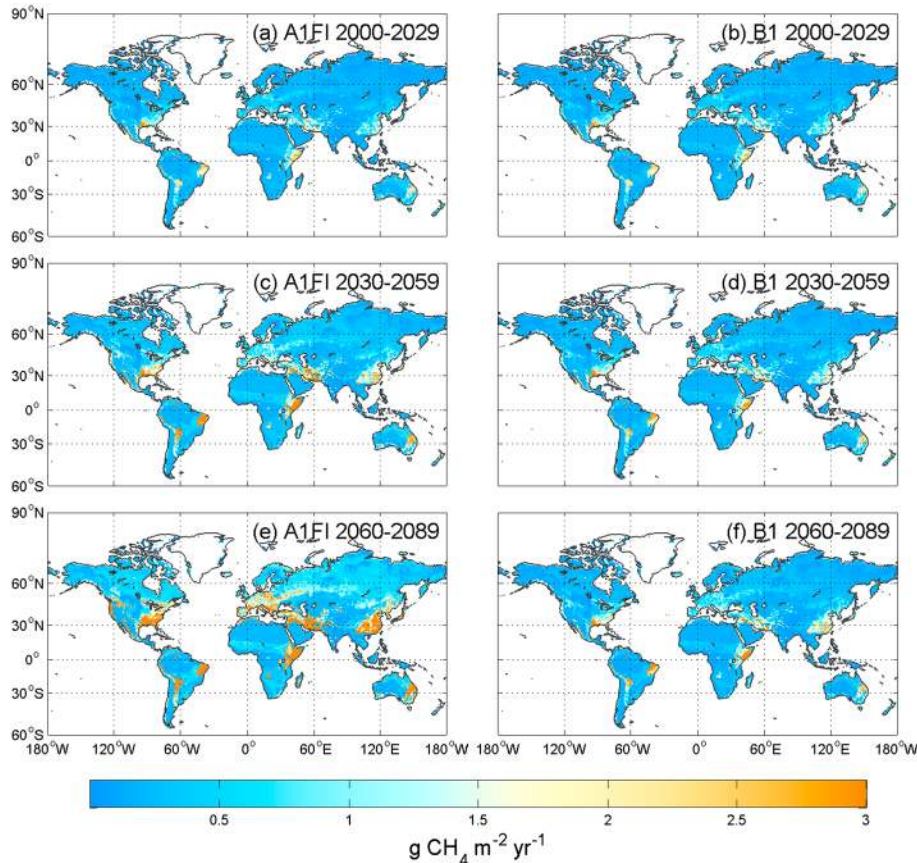 90°N
(a) A1FI 2000-2029
(b) B1 2000-2029
60°N
30°N
0°
30°S
60°S
90°N
(c) A1FI 2030-2059
(d) B1 2030-2059
60°N
30°N
0°
30°S
60°S
90°N
(e) A1FI 2060-2089
(f) B1 2060-2089
60°N
30°N
0°
30°S
60°S
180°W 120°W 60°W 0° 60°E 120°E 180°W 180°W 120°W 60°W 0° 60°E 120°E 180°W
0.5 1 1.5 2 2.5 3
g CH₄ m⁻² yr⁻¹